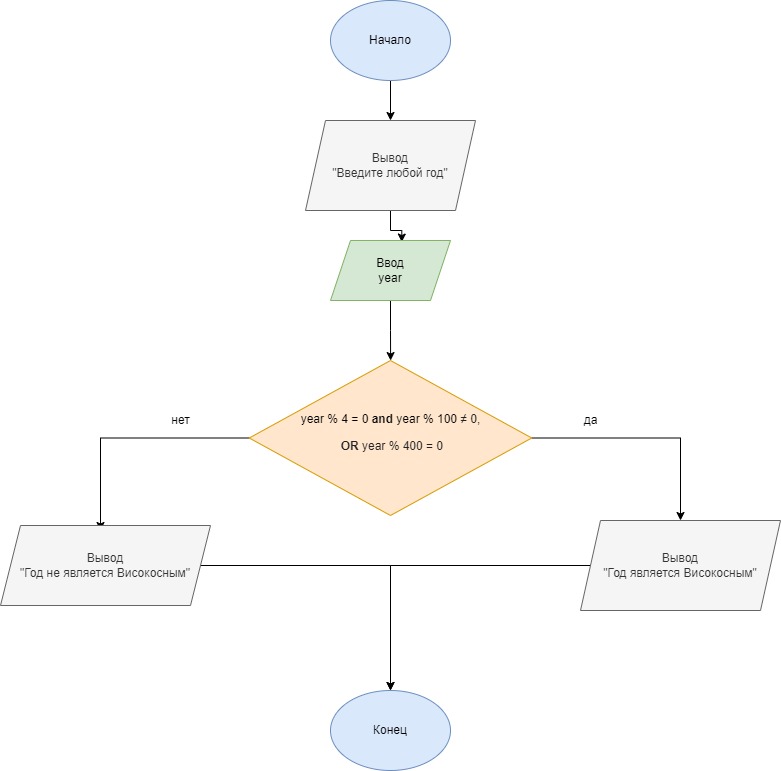 Начало
Вывод
"Введите любой год"
Ввод
year
year % 4 = 0 and year % 100 ≠ 0,
OR year % 400 = 0
нет
да
Вывод
"Год не является Високосным"
Вывод
"Год является Високосным"
Конец